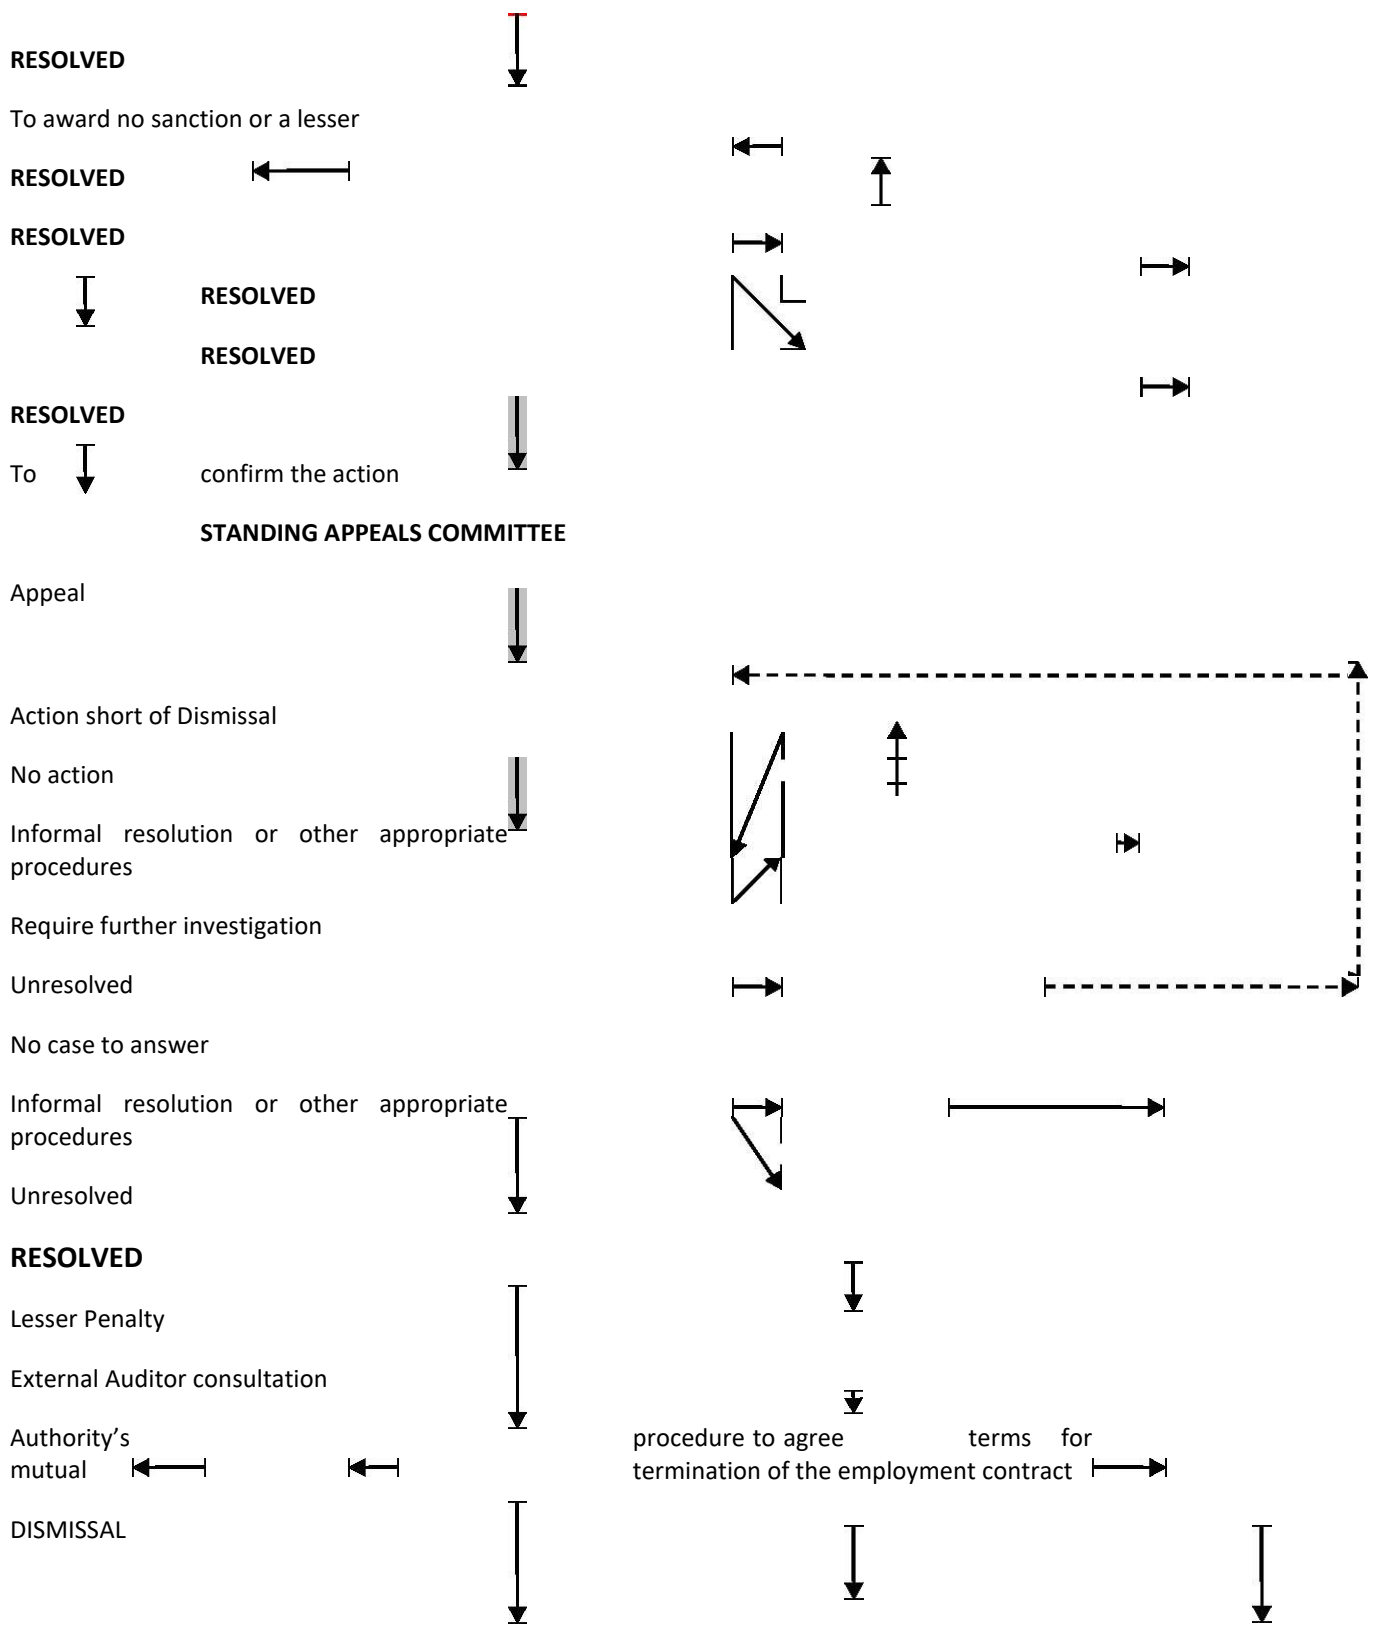 RESOLVED
To award no sanction or a lesser
RESOLVED
RESOLVED
RESOLVED
RESOLVED
RESOLVED
To confirm the action
STANDING APPEALS COMMITTEE
Appeal
Action short of Dismissal
No action
Informal resolution or other appropriate
procedures
Require further investigation
Unresolved
No case to answer
Informal resolution or other appropriate
procedures
Unresolved
RESOLVED
Lesser Penalty
External Auditor consultation
Authority’s procedure to agree terms for
mutual termination of the employment contract
DISMISSAL